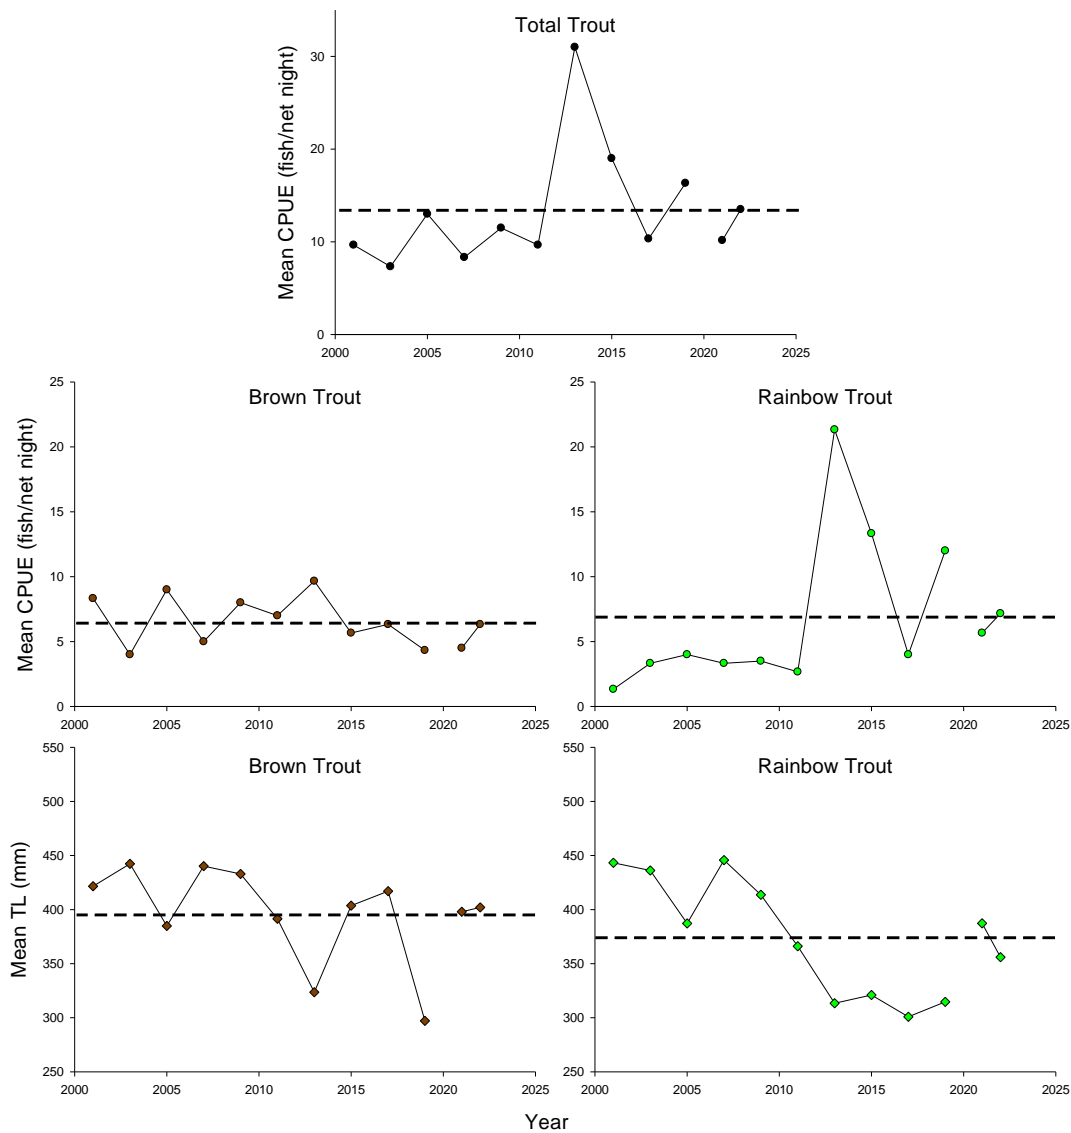 Total Trout
Mean CPUE (fish/net night)
30
20
10
0
2000 2005 2010 2015 2020 2025
Brown Trout
Mean CPUE (fish/net night)
25
20
15
10
5
0
2000 2005 2010 2015 2020 2025
Rainbow Trout
25
20
15
10
5
0
2000 2005 2010 2015 2020 2025
Brown Trout
Mean TL (mm)
550
500
450
400
350
300
250
2000 2005 2010 2015 2020 2025
Rainbow Trout
550
500
450
400
350
300
250
2000 2005 2010 2015 2020 2025
Year